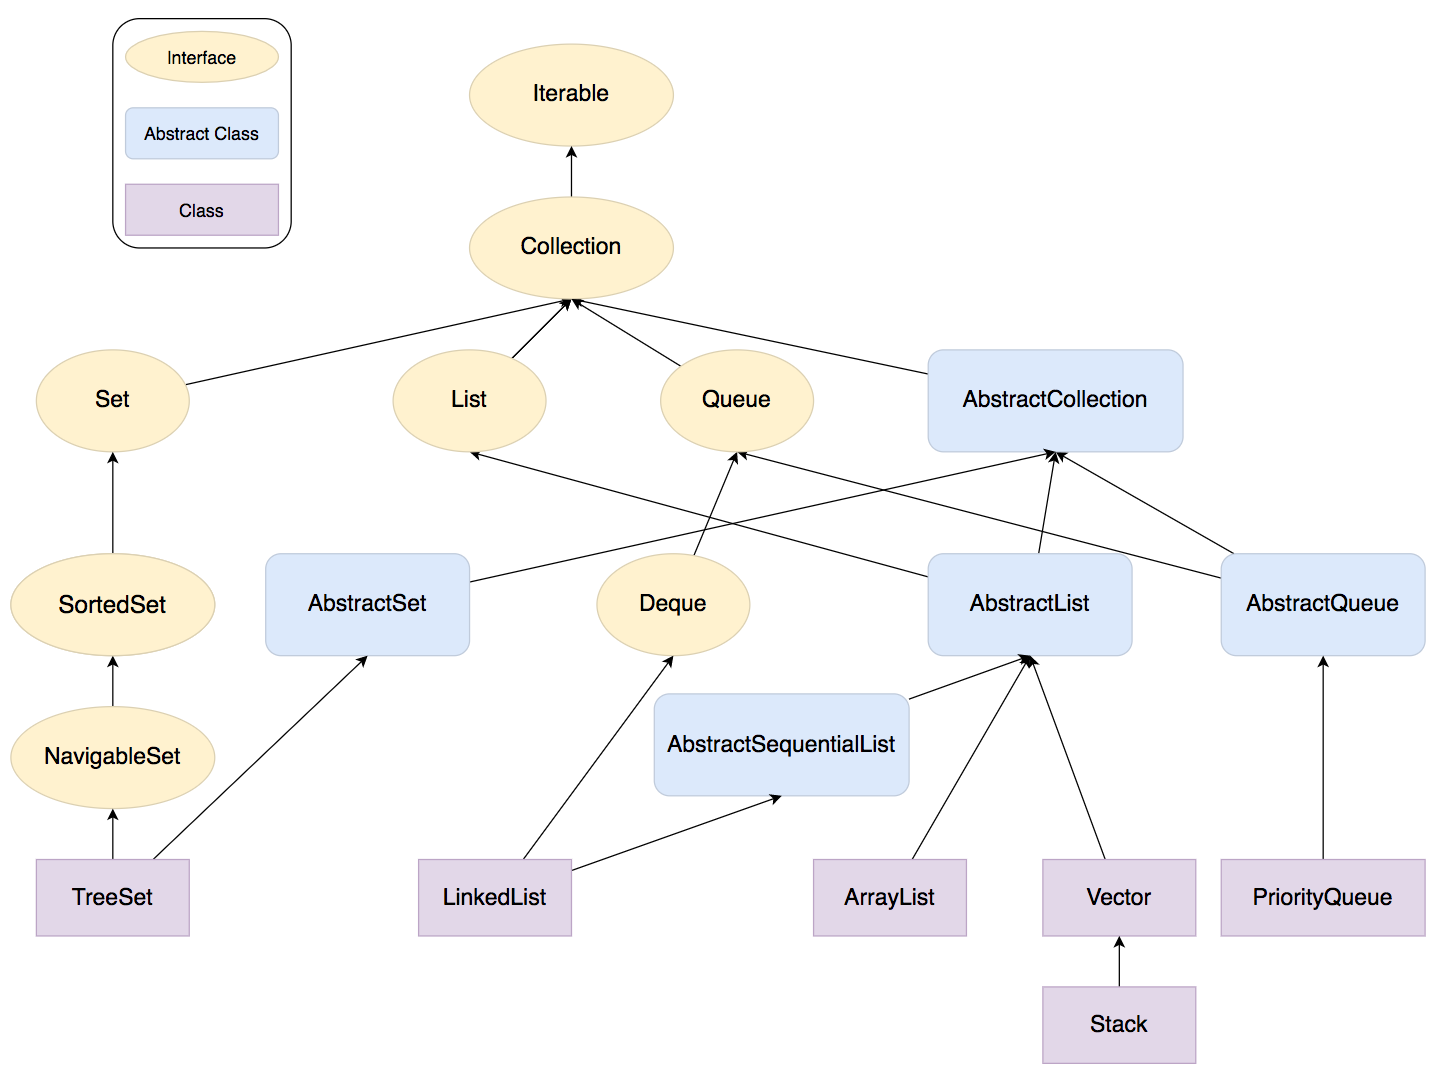 Interface
Abstract Class
Class
Iterable
Collection
Set
List
Queue
AbstractCollection
SortedSet
AbstractSet
Deque
AbstractList
AbstractQueue
NavigableSet
AbstractSequentialList
TreeSet
LinkedList
ArrayList
Vector
PriorityQueue
Stack